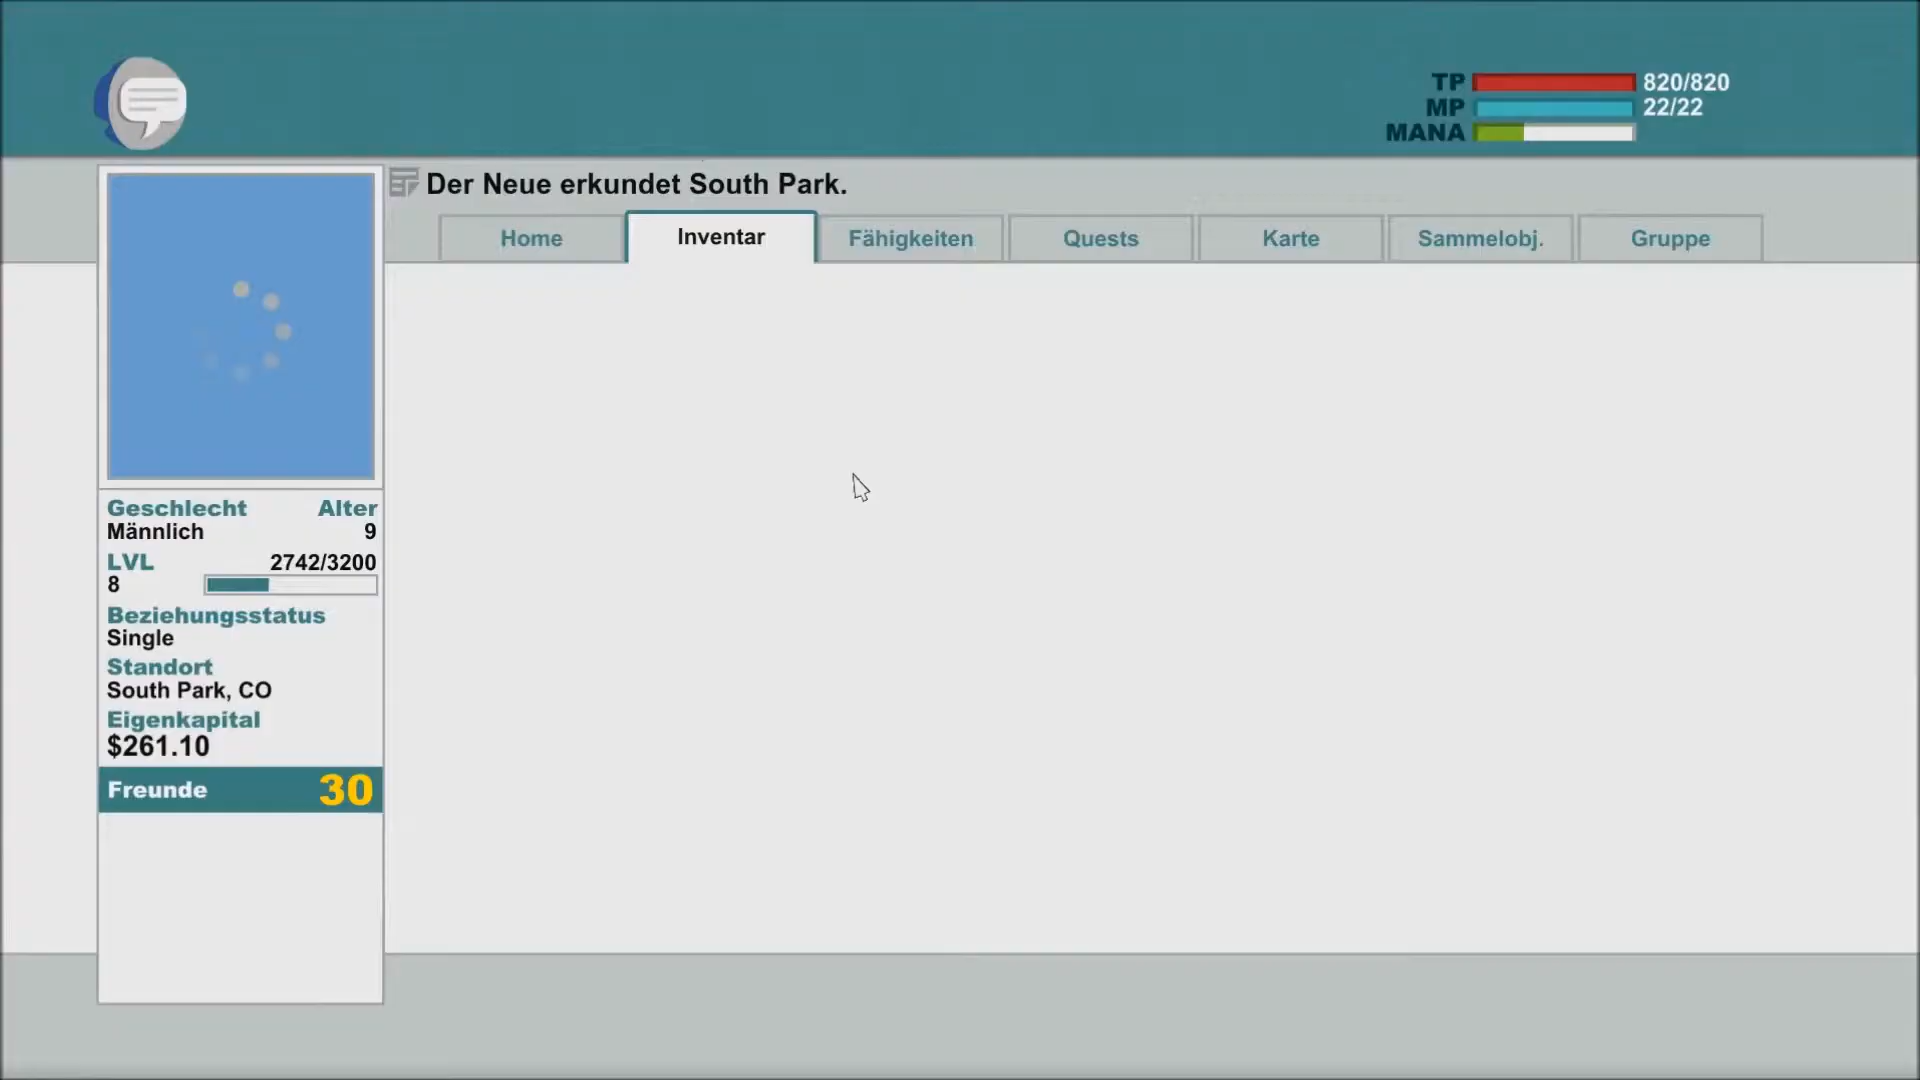 TP 820/820
MP 22/22
MANA
Der Neue erkundet South Park.
Home Inventar Fähigkeiten Quests Karte Sammelobj. Gruppe
Geschlecht Alter
Männlich 9
LVL 2742/3200
8
Beziehungsstatus
Single
Standort
South Park, CO
Eigenkapital
$261.10
Freunde 30